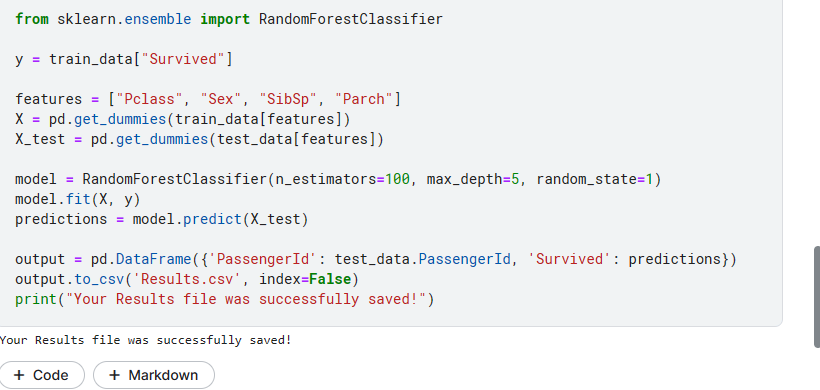 from sklearn.ensemble import RandomForestClassifier
y = train_data["Survived"]
features = ["Pclass", "Sex", "SibSp", "Parch"]
X = pd.get_dummies(train_data[features])
X_test = pd.get_dummies(test_data[features])
model = RandomForestClassifier(n_estimators=100, max_depth=5, random_state=1)
model.fit(X, y)
predictions = model.predict(X_test)
output = pd.DataFrame({'PassengerId': test_data.PassengerId, 'Survived': predictions})
output.to_csv('Results.csv', index=False)
print("Your Results file was successfully saved!")
Your Results file was successfully saved!
+ Code + Markdown